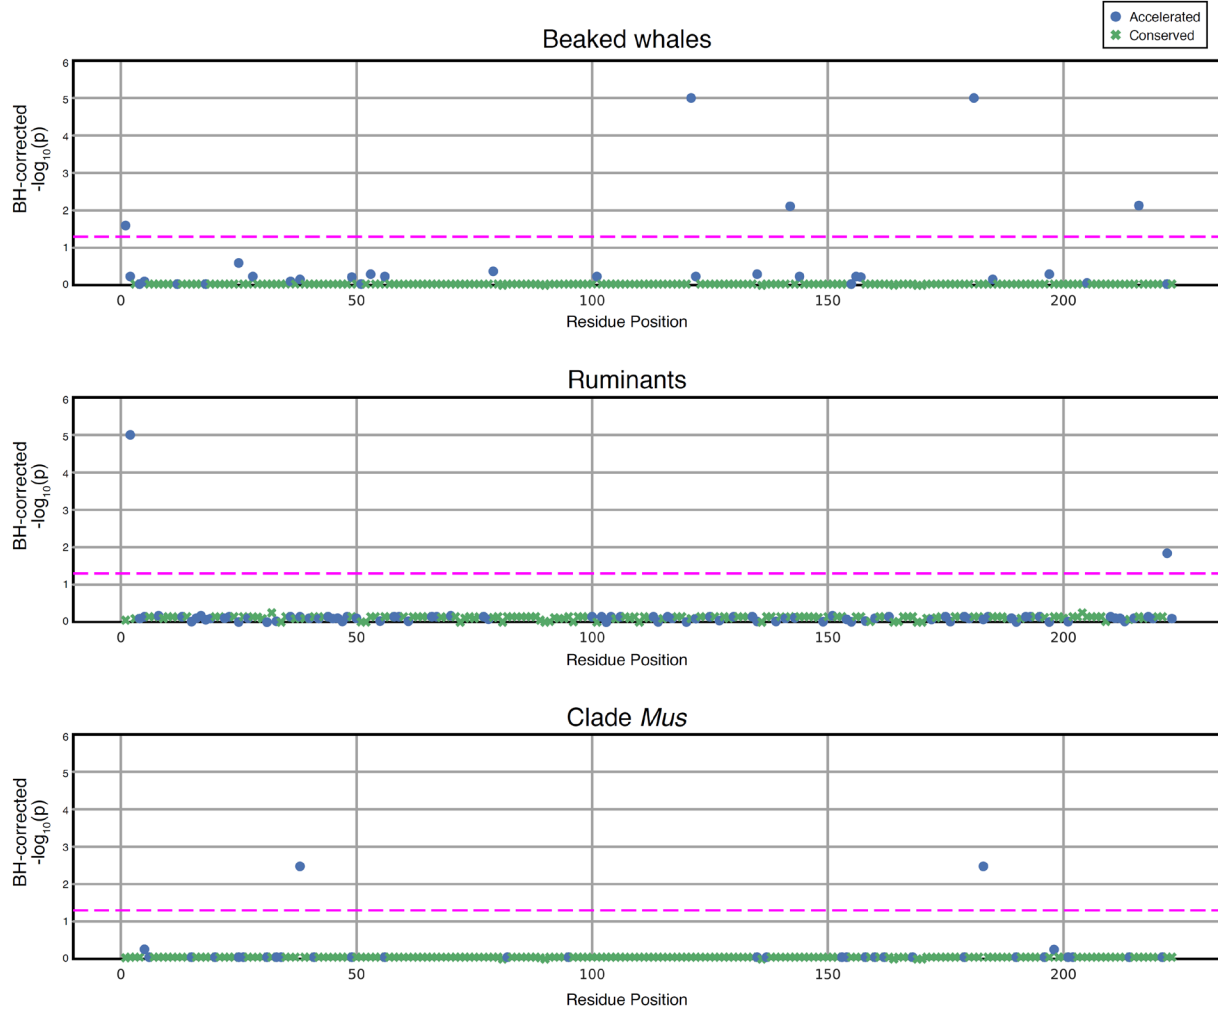 Accelerated
Conserved
Beaked whales
BH-corrected
-log10(p)
6
5
4
3
2
1
0
0 50 100 150 200
Residue Position
Ruminants
BH-corrected
-log10(p)
6
5
4
3
2
1
0
0 50 100 150 200
Residue Position
Clade Mus
BH-corrected
-log10(p)
6
5
4
3
2
1
0
0 50 100 150 200
Residue Position